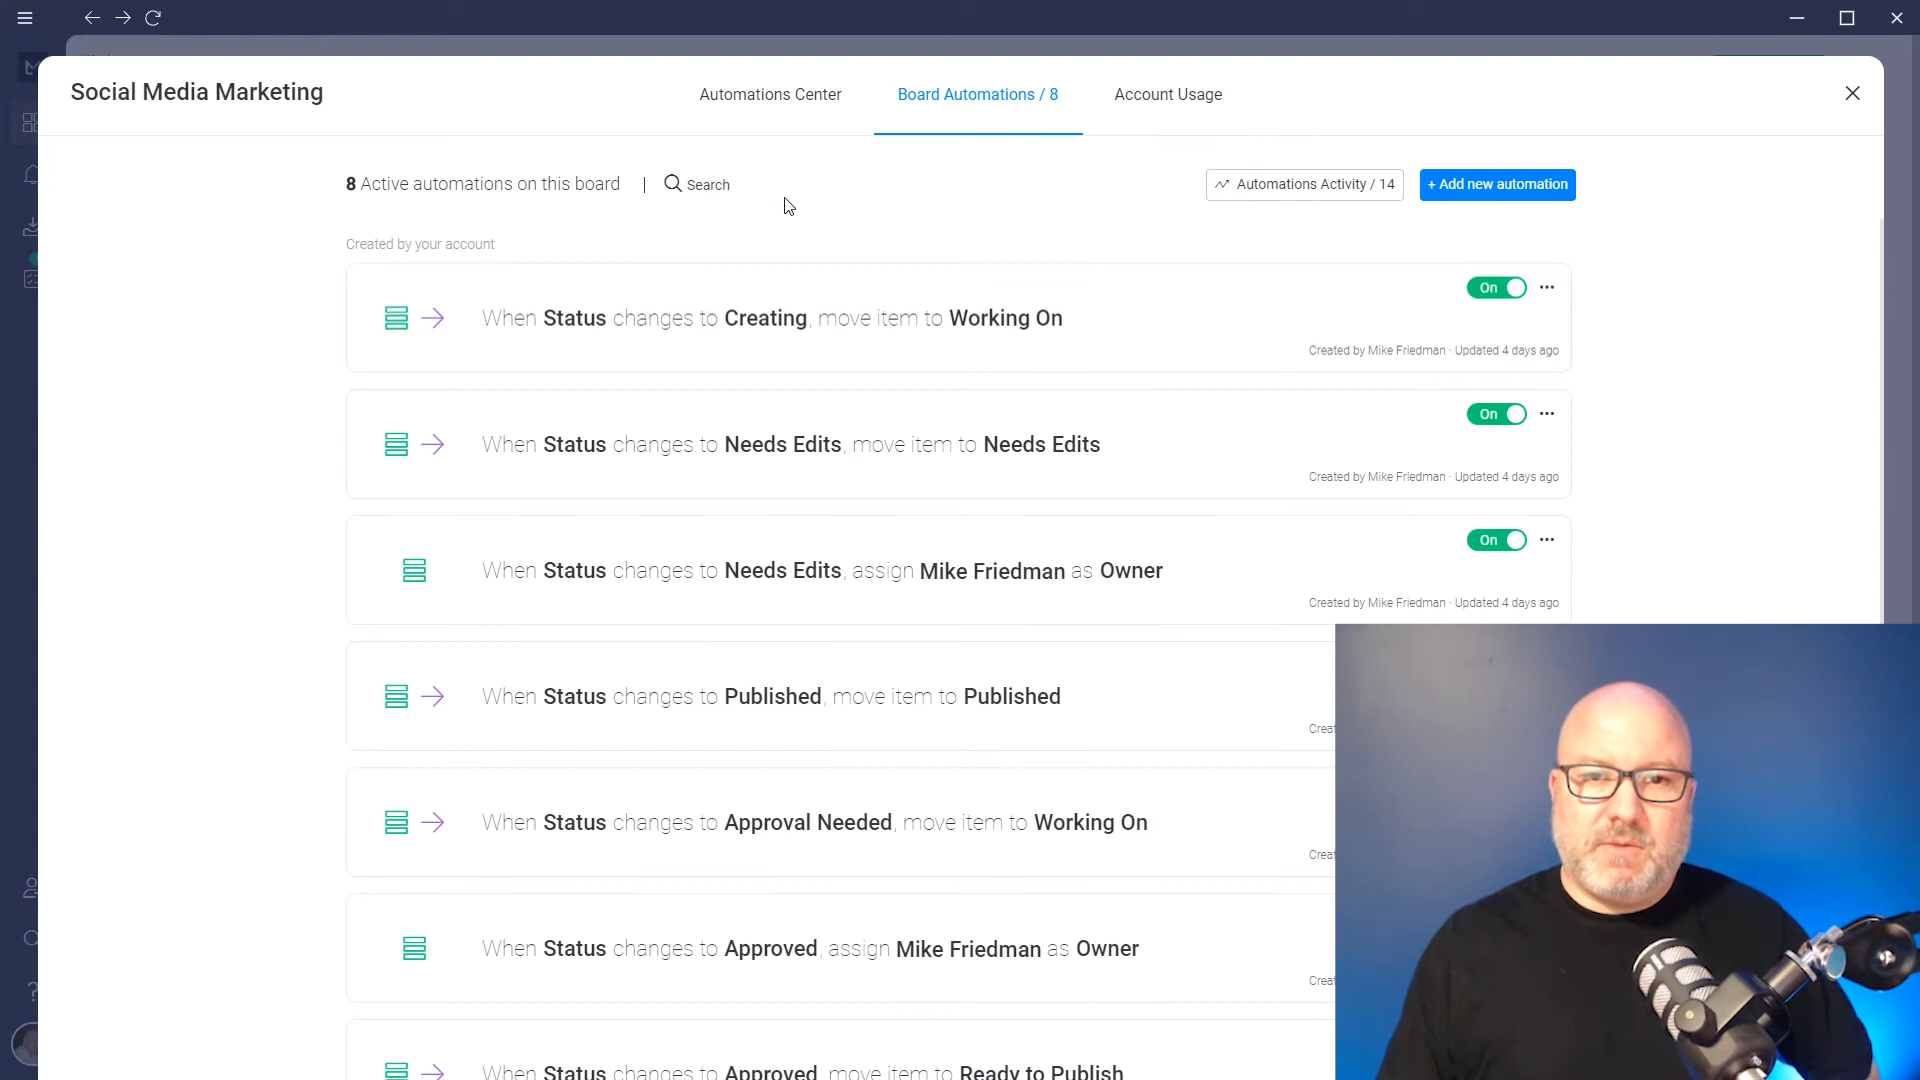 Social Media Marketing
Automations Center
Board Automations / 8
Account Usage
8 Active automations on this board
|
Search
Automations Activity / 14
+ Add new automation
Created by your account
On
When Status changes to Creating, move item to Working On
Created by Mike Friedman · Updated 4 days ago
On
When Status changes to Needs Edits, move item to Needs Edits
Created by Mike Friedman · Updated 4 days ago
On
When Status changes to Needs Edits, assign Mike Friedman as Owner
Created by Mike Friedman · Updated 4 days ago
When Status changes to Published, move item to Published
Creat
When Status changes to Approval Needed, move item to Working On
Creat
When Status changes to Approved, assign Mike Friedman as Owner
Creat
When Status changes to Approved, move item to Ready to Publish